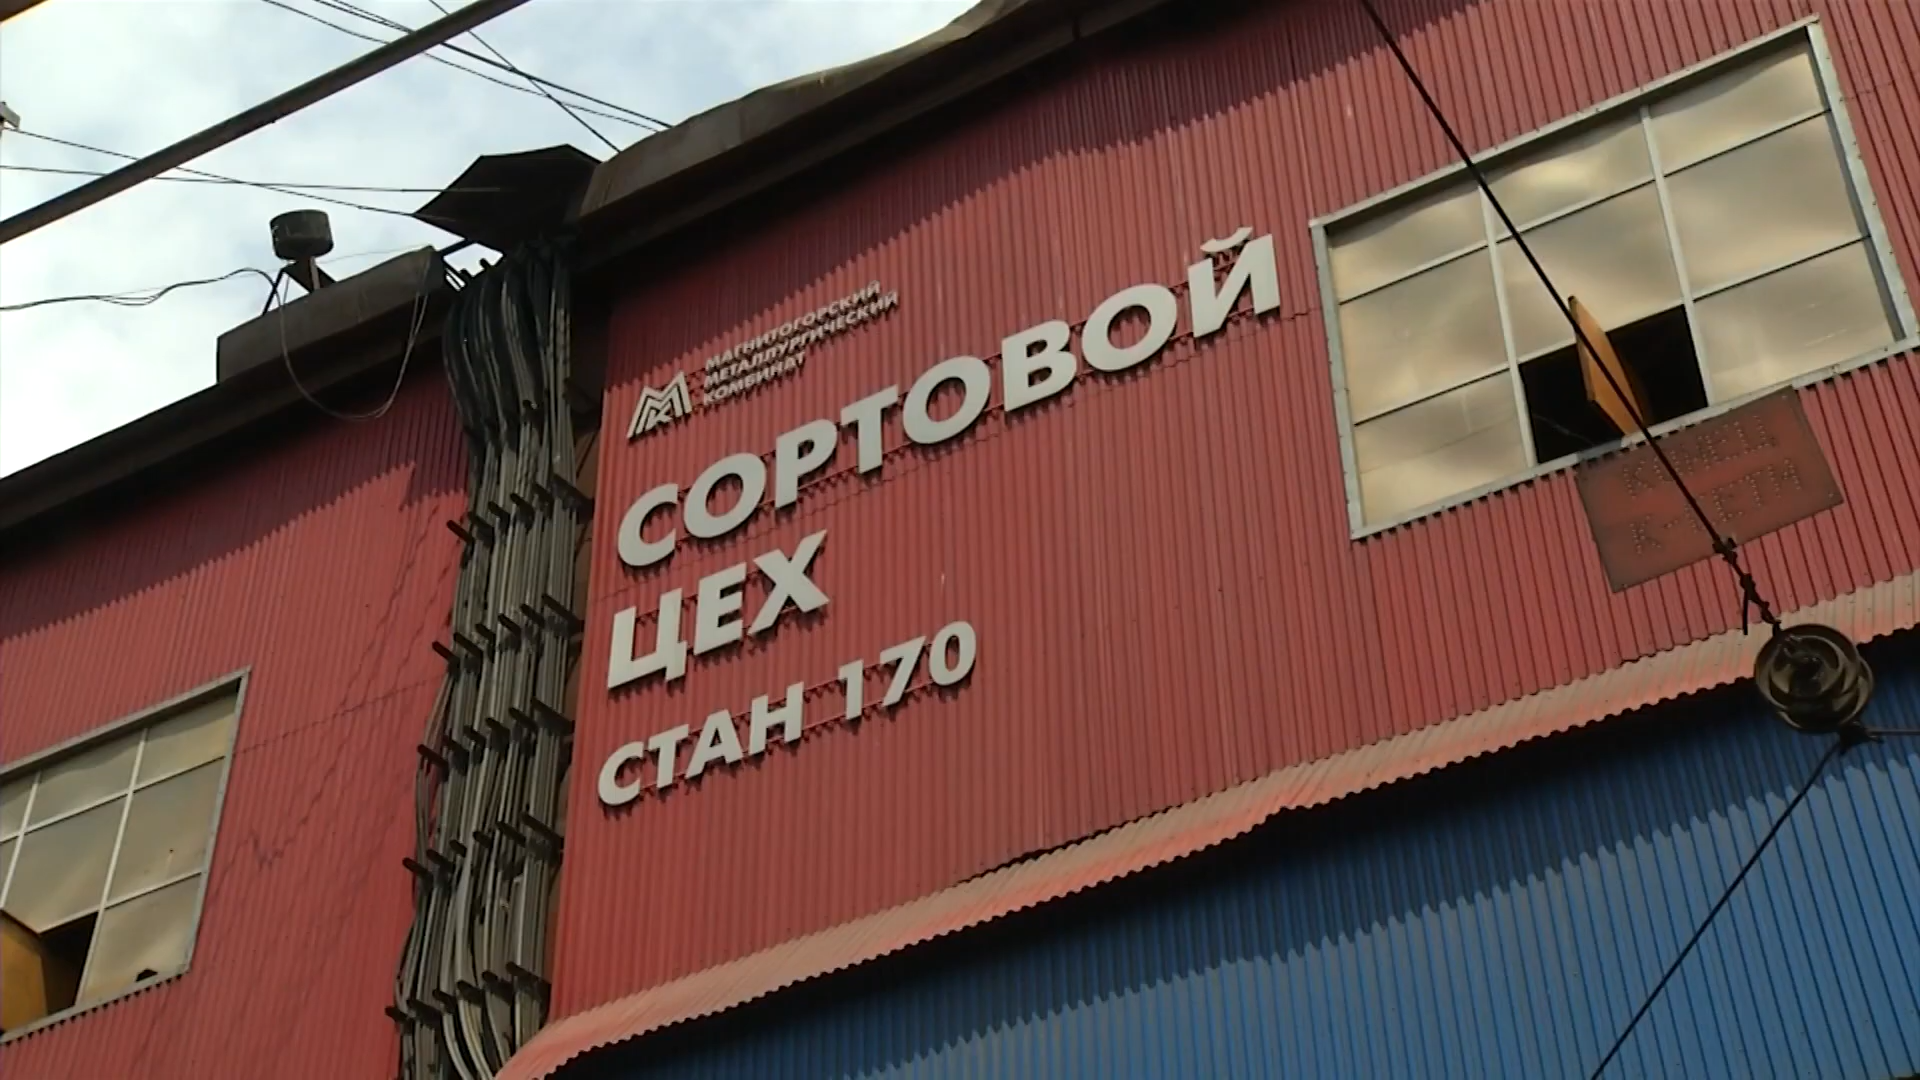 МАГНИТОГОРСКИЙ
МЕТАЛЛУРГИЧЕСКИЙ
КОМБИНАТ
СОРТОВОЙ
ЦЕХ
СТАН 170